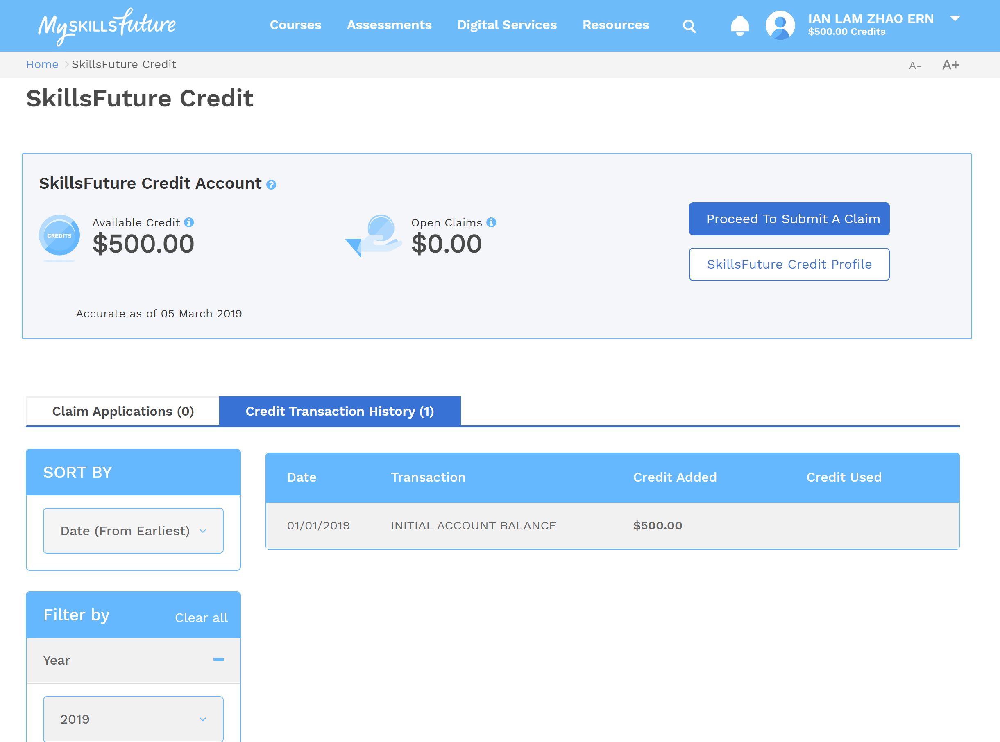 MySKILLSfuture
Courses Assessments Digital Services Resources
IAN LAM ZHAO ERN
$500.00 Credits
Home SkillsFuture Credit A- A+
SkillsFuture Credit
SkillsFuture Credit Account ?
CREDITS
Available Credit i
$500.00
Open Claims i
$0.00
Proceed To Submit A Claim
SkillsFuture Credit Profile
Accurate as of 05 March 2019
Claim Applications (0) Credit Transaction History (1)
SORT BY
Date (From Earliest)
Date Transaction Credit Added Credit Used
01/01/2019 INITIAL ACCOUNT BALANCE $500.00
Filter by Clear all
Year
2019